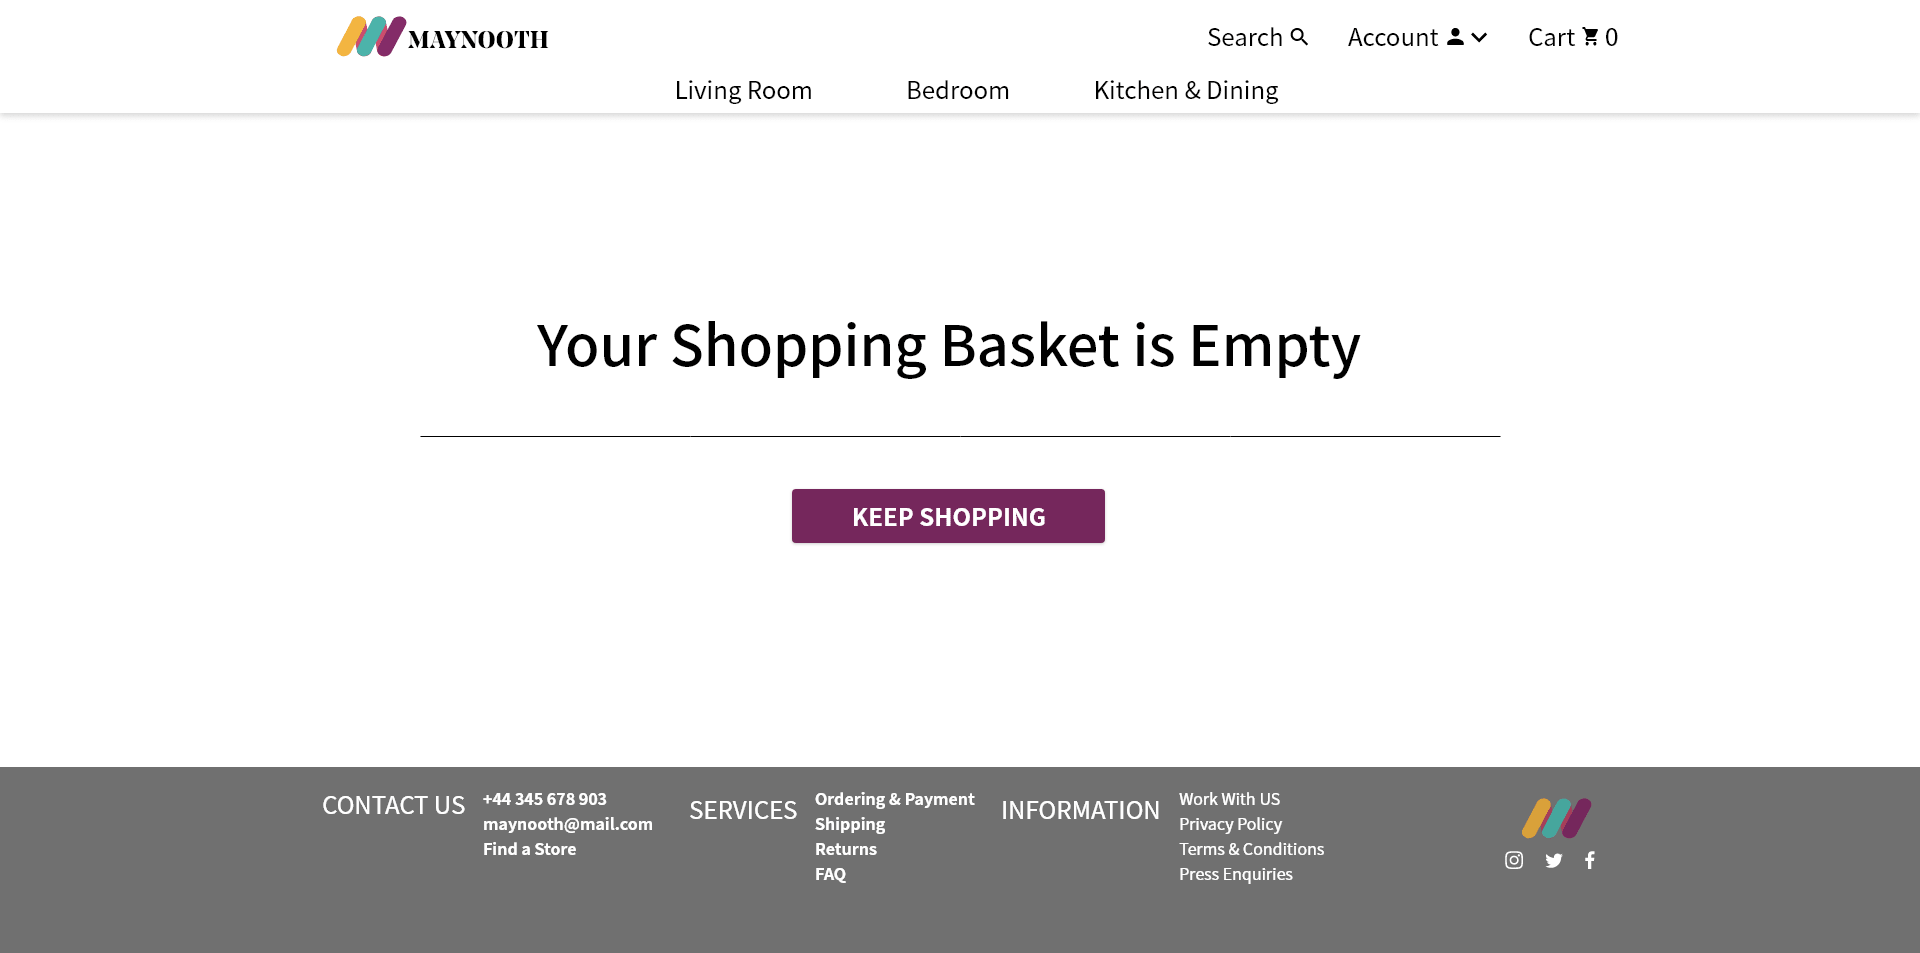 MAYNOOTH
Search
Account
Cart 0
Living Room
Bedroom
Kitchen & Dining
Your Shopping Basket is Empty
KEEP SHOPPING
CONTACT US
+44 345 678 903
maynooth@mail.com
Find a Store
SERVICES
Ordering & Payment
Shipping
Returns
FAQ
INFORMATION
Work With US
Privacy Policy
Terms & Conditions
Press Enquiries